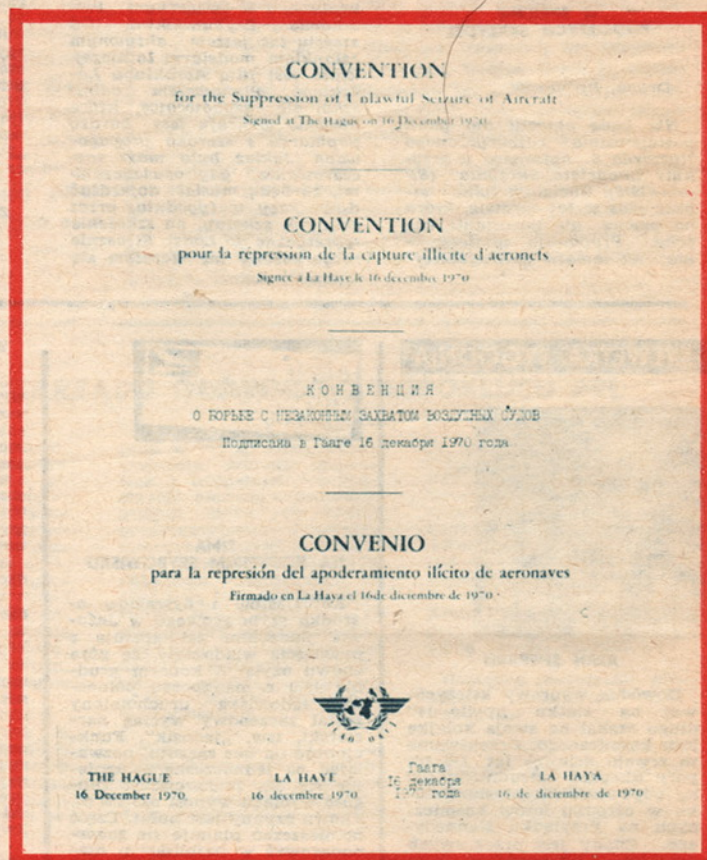 CONVENTION
for the Suppression of Unlawful Seizure of Aircraft
Signed at The Hague on 16 December 1970
CONVENTION
pour la répression de la capture illicite d'aéronefs
Signée à La Haye le 16 décembre 1970
КОНВЕНЦИЯ
О БОРЬБЕ С НЕЗАКОННЫМ ЗАХВАТОМ ВОЗДУШНЫХ СУДОВ
Подписана в Гааге 16 декабря 1970 года
CONVENIO
para la represión del apoderamiento ilícito de aeronaves
Firmado en La Haya el 16 de diciembre de 1970
ICAO OACI
THE HAGUE
16 December 1970
LA HAYE
16 décembre 1970
Гаага
16 декабря
1970 года
LA HAYA
16 de diciembre de 1970